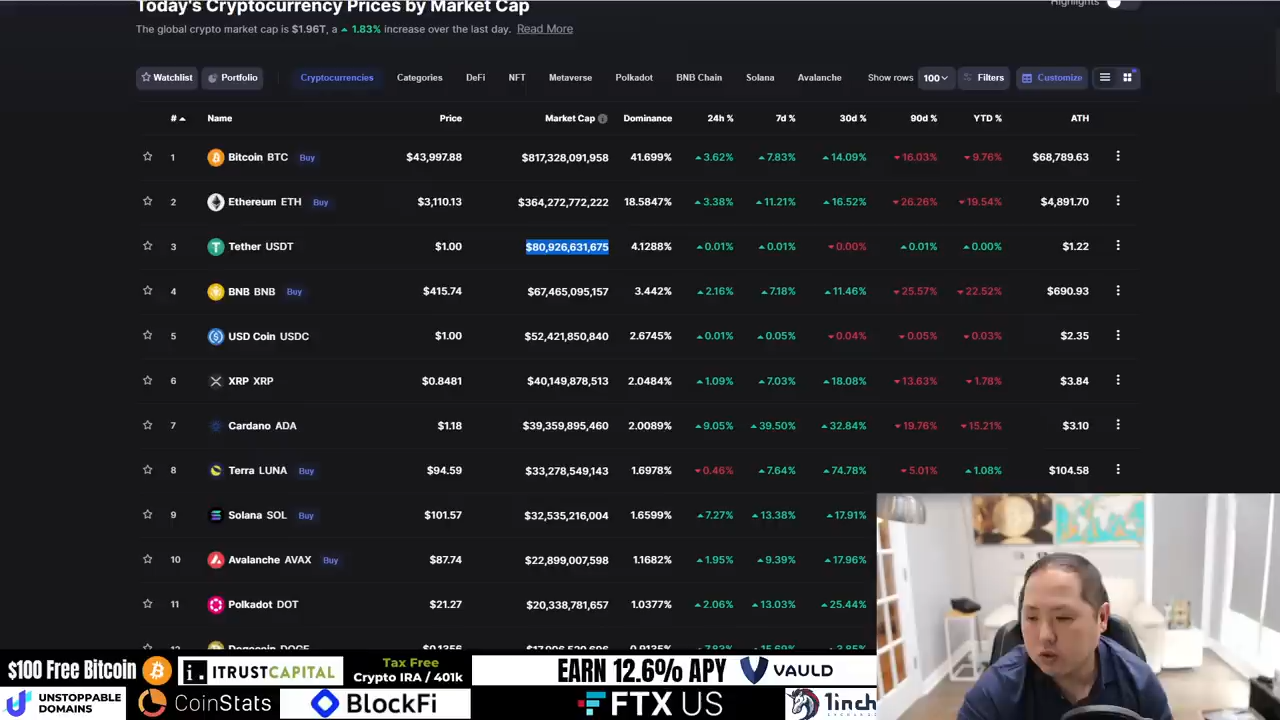 Today's Cryptocurrency Prices by Market Cap
Highlights
The global crypto market cap is $1.96T, a 1.83% increase over the last day. Read More
Watchlist Portfolio Cryptocurrencies Categories DeFi NFT Metaverse Polkadot BNB Chain Solana Avalanche Show rows 100 Filters Customize
# Name Price Market Cap Dominance 24h % 7d % 30d % 90d % YTD % ATH
1 Bitcoin BTC Buy $43,997.88 $817,328,091,958 41.699% 3.62% 7.83% 14.09% 16.03% 9.76% $68,789.63
2 Ethereum ETH Buy $3,110.13 $364,272,772,222 18.5847% 3.38% 11.21% 16.52% 26.26% 19.54% $4,891.70
3 Tether USDT $1.00 $80,926,631,675 4.1288% 0.01% 0.01% 0.00% 0.01% 0.00% $1.22
4 BNB BNB Buy $415.74 $67,465,095,157 3.442% 2.16% 7.18% 11.46% 25.57% 22.52% $690.93
5 USD Coin USDC $1.00 $52,421,850,840 2.6745% 0.01% 0.05% 0.04% 0.05% 0.03% $2.35
6 XRP XRP $0.8481 $40,149,878,513 2.0484% 1.09% 7.03% 18.08% 13.63% 1.78% $3.84
7 Cardano ADA $1.18 $39,359,895,460 2.0089% 9.05% 39.50% 32.84% 19.76% 15.21% $3.10
8 Terra LUNA Buy $94.59 $33,278,549,143 1.6978% 0.46% 7.64% 74.78% 5.01% 1.08% $104.58
9 Solana SOL Buy $101.57 $32,535,216,004 1.6599% 7.27% 13.38% 17.91%
10 Avalanche AVAX Buy $87.74 $22,899,007,598 1.1682% 1.95% 9.39% 17.96%
11 Polkadot DOT $21.27 $20,338,781,657 1.0377% 2.06% 13.03% 25.44%
Dogecoin DOGE
$100 Free Bitcoin iTRUSTCAPITAL Tax Free EARN 12.6% APY VAULD
Crypto IRA / 401k
UNSTOPPABLE DOMAINS CoinStats BlockFi FTX US 1inch
EXCHANGE